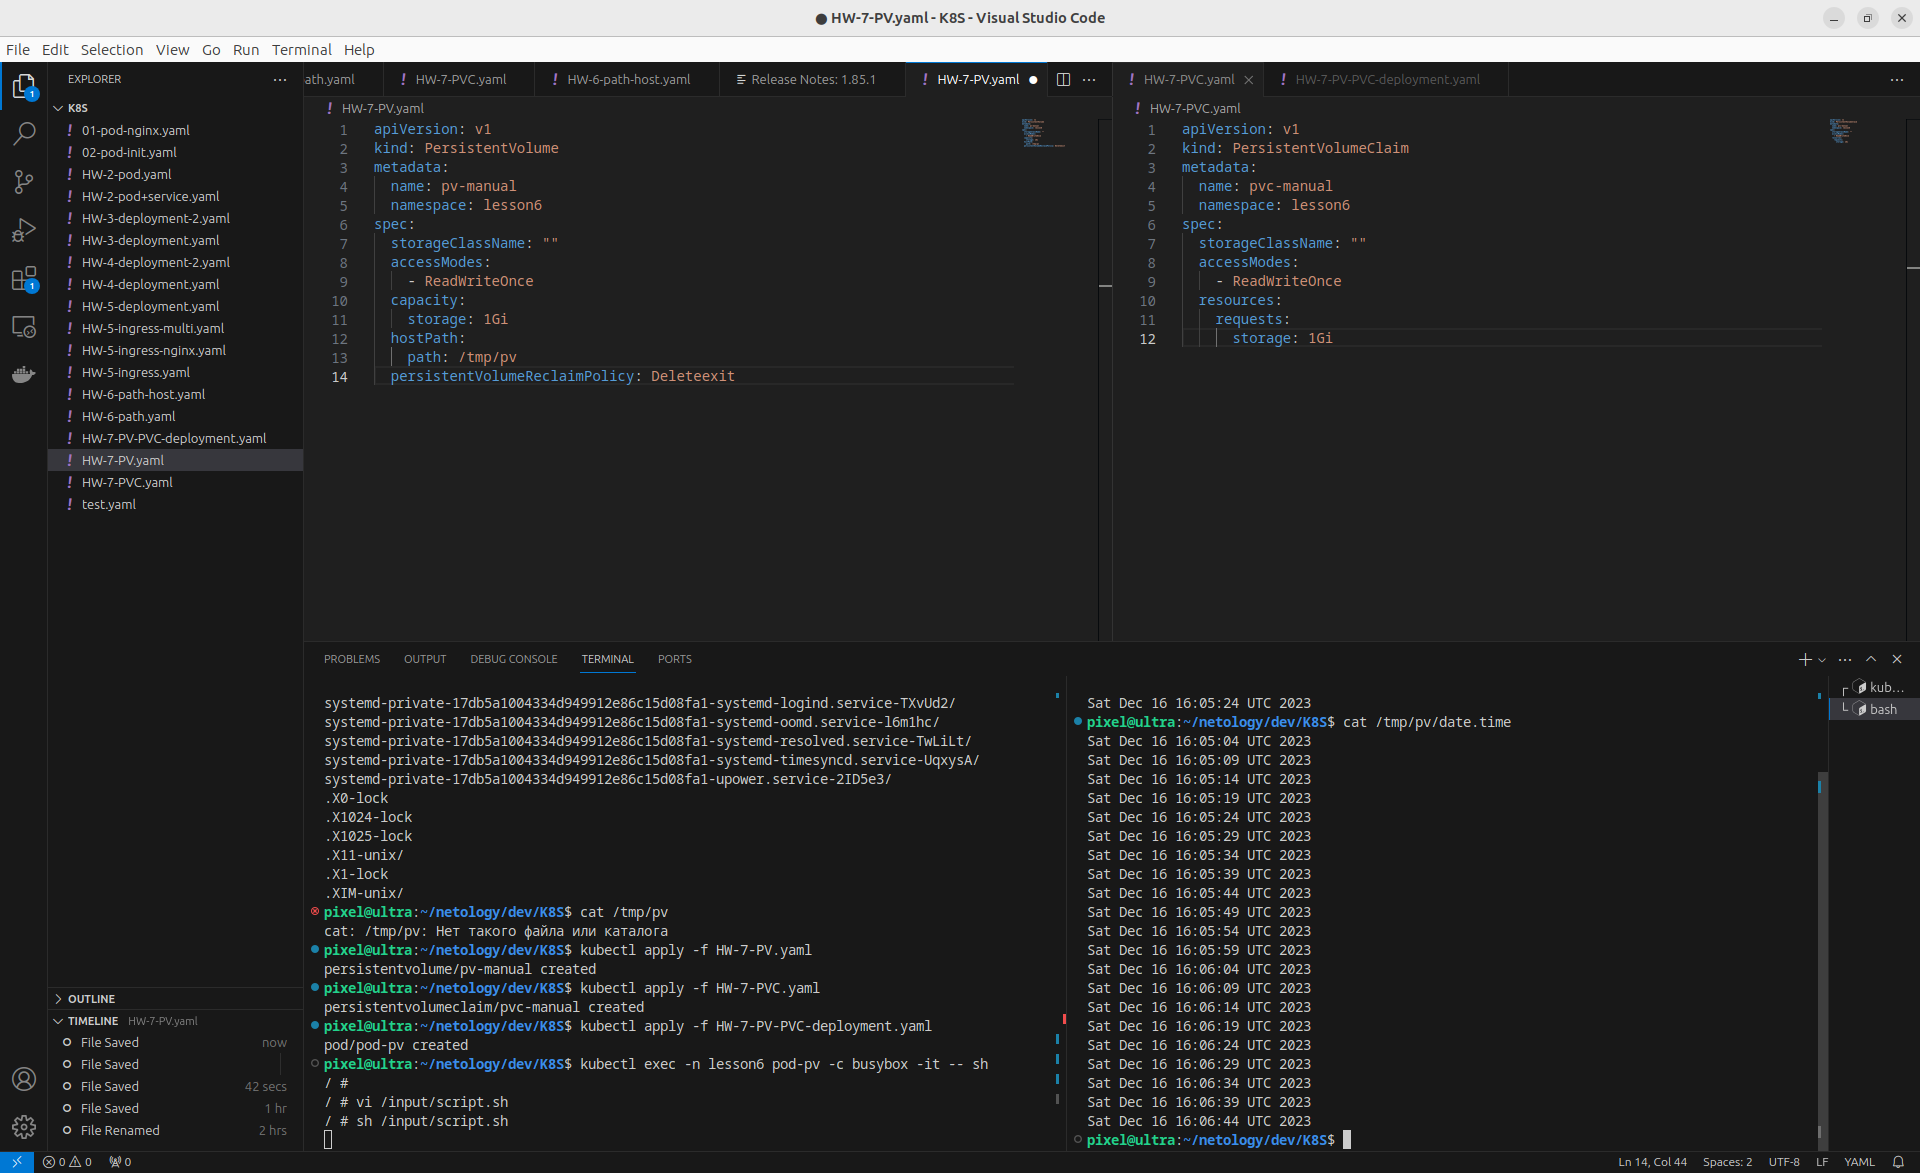 ● HW-7-PV.yaml - K8S - Visual Studio Code
File Edit Selection View Go Run Terminal Help
EXPLORER
K8S
01-pod-nginx.yaml
02-pod-init.yaml
HW-2-pod.yaml
HW-2-pod+service.yaml
HW-3-deployment-2.yaml
HW-3-deployment.yaml
HW-4-deployment-2.yaml
HW-4-deployment.yaml
HW-5-deployment.yaml
HW-5-ingress-multi.yaml
HW-5-ingress-nginx.yaml
HW-5-ingress.yaml
HW-6-path-host.yaml
HW-6-path.yaml
HW-7-PV-PVC-deployment.yaml
HW-7-PV.yaml
HW-7-PVC.yaml
test.yaml
OUTLINE
TIMELINE HW-7-PV.yaml
File Saved now
File Saved
File Saved 42 secs
File Saved 1 hr
File Renamed 2 hrs
1
1
ath.yaml HW-7-PVC.yaml HW-6-path-host.yaml Release Notes: 1.85.1 HW-7-PV.yaml
HW-7-PV.yaml
1 apiVersion: v1
2 kind: PersistentVolume
3 metadata:
4 name: pv-manual
5 namespace: lesson6
6 spec:
7 storageClassName: ""
8 accessModes:
9 - ReadWriteOnce
10 capacity:
11 storage: 1Gi
12 hostPath:
13 path: /tmp/pv
14 persistentVolumeReclaimPolicy: Deleteexit
HW-7-PVC.yaml HW-7-PV-PVC-deployment.yaml
HW-7-PVC.yaml
1 apiVersion: v1
2 kind: PersistentVolumeClaim
3 metadata:
4 name: pvc-manual
5 namespace: lesson6
6 spec:
7 storageClassName: ""
8 accessModes:
9 - ReadWriteOnce
10 resources:
11 requests:
12 storage: 1Gi
PROBLEMS OUTPUT DEBUG CONSOLE TERMINAL PORTS
systemd-private-17db5a1004334d949912e86c15d08fa1-systemd-logind.service-TXvUd2/
systemd-private-17db5a1004334d949912e86c15d08fa1-systemd-oomd.service-l6m1hc/
systemd-private-17db5a1004334d949912e86c15d08fa1-systemd-resolved.service-TwLiLt/
systemd-private-17db5a1004334d949912e86c15d08fa1-systemd-timesyncd.service-UqxysA/
systemd-private-17db5a1004334d949912e86c15d08fa1-upower.service-2ID5e3/
.X0-lock
.X1024-lock
.X1025-lock
.X11-unix/
.X1-lock
.XIM-unix/
pixel@ultra:~/netology/dev/K8S$ cat /tmp/pv
cat: /tmp/pv: Нет такого файла или каталога
pixel@ultra:~/netology/dev/K8S$ kubectl apply -f HW-7-PV.yaml
persistentvolume/pv-manual created
pixel@ultra:~/netology/dev/K8S$ kubectl apply -f HW-7-PVC.yaml
persistentvolumeclaim/pvc-manual created
pixel@ultra:~/netology/dev/K8S$ kubectl apply -f HW-7-PV-PVC-deployment.yaml
pod/pod-pv created
pixel@ultra:~/netology/dev/K8S$ kubectl exec -n lesson6 pod-pv -c busybox -it -- sh
/ #
/ # vi /input/script.sh
/ # sh /input/script.sh
Sat Dec 16 16:05:24 UTC 2023
pixel@ultra:~/netology/dev/K8S$ cat /tmp/pv/date.time
Sat Dec 16 16:05:04 UTC 2023
Sat Dec 16 16:05:09 UTC 2023
Sat Dec 16 16:05:14 UTC 2023
Sat Dec 16 16:05:19 UTC 2023
Sat Dec 16 16:05:24 UTC 2023
Sat Dec 16 16:05:29 UTC 2023
Sat Dec 16 16:05:34 UTC 2023
Sat Dec 16 16:05:39 UTC 2023
Sat Dec 16 16:05:44 UTC 2023
Sat Dec 16 16:05:49 UTC 2023
Sat Dec 16 16:05:54 UTC 2023
Sat Dec 16 16:05:59 UTC 2023
Sat Dec 16 16:06:04 UTC 2023
Sat Dec 16 16:06:09 UTC 2023
Sat Dec 16 16:06:14 UTC 2023
Sat Dec 16 16:06:19 UTC 2023
Sat Dec 16 16:06:24 UTC 2023
Sat Dec 16 16:06:29 UTC 2023
Sat Dec 16 16:06:34 UTC 2023
Sat Dec 16 16:06:39 UTC 2023
Sat Dec 16 16:06:44 UTC 2023
pixel@ultra:~/netology/dev/K8S$
kub...
bash
0 0 0
Ln 14, Col 44 Spaces: 2 UTF-8 LF YAML